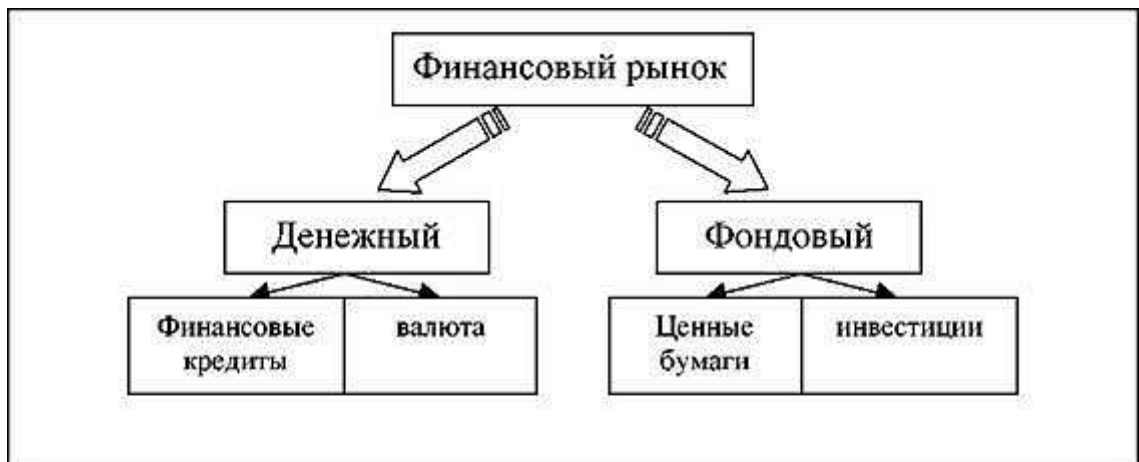 Финансовый рынок
Денежный
Фондовый
Финансовые
кредиты
валюта
Ценные
бумаги
инвестиции